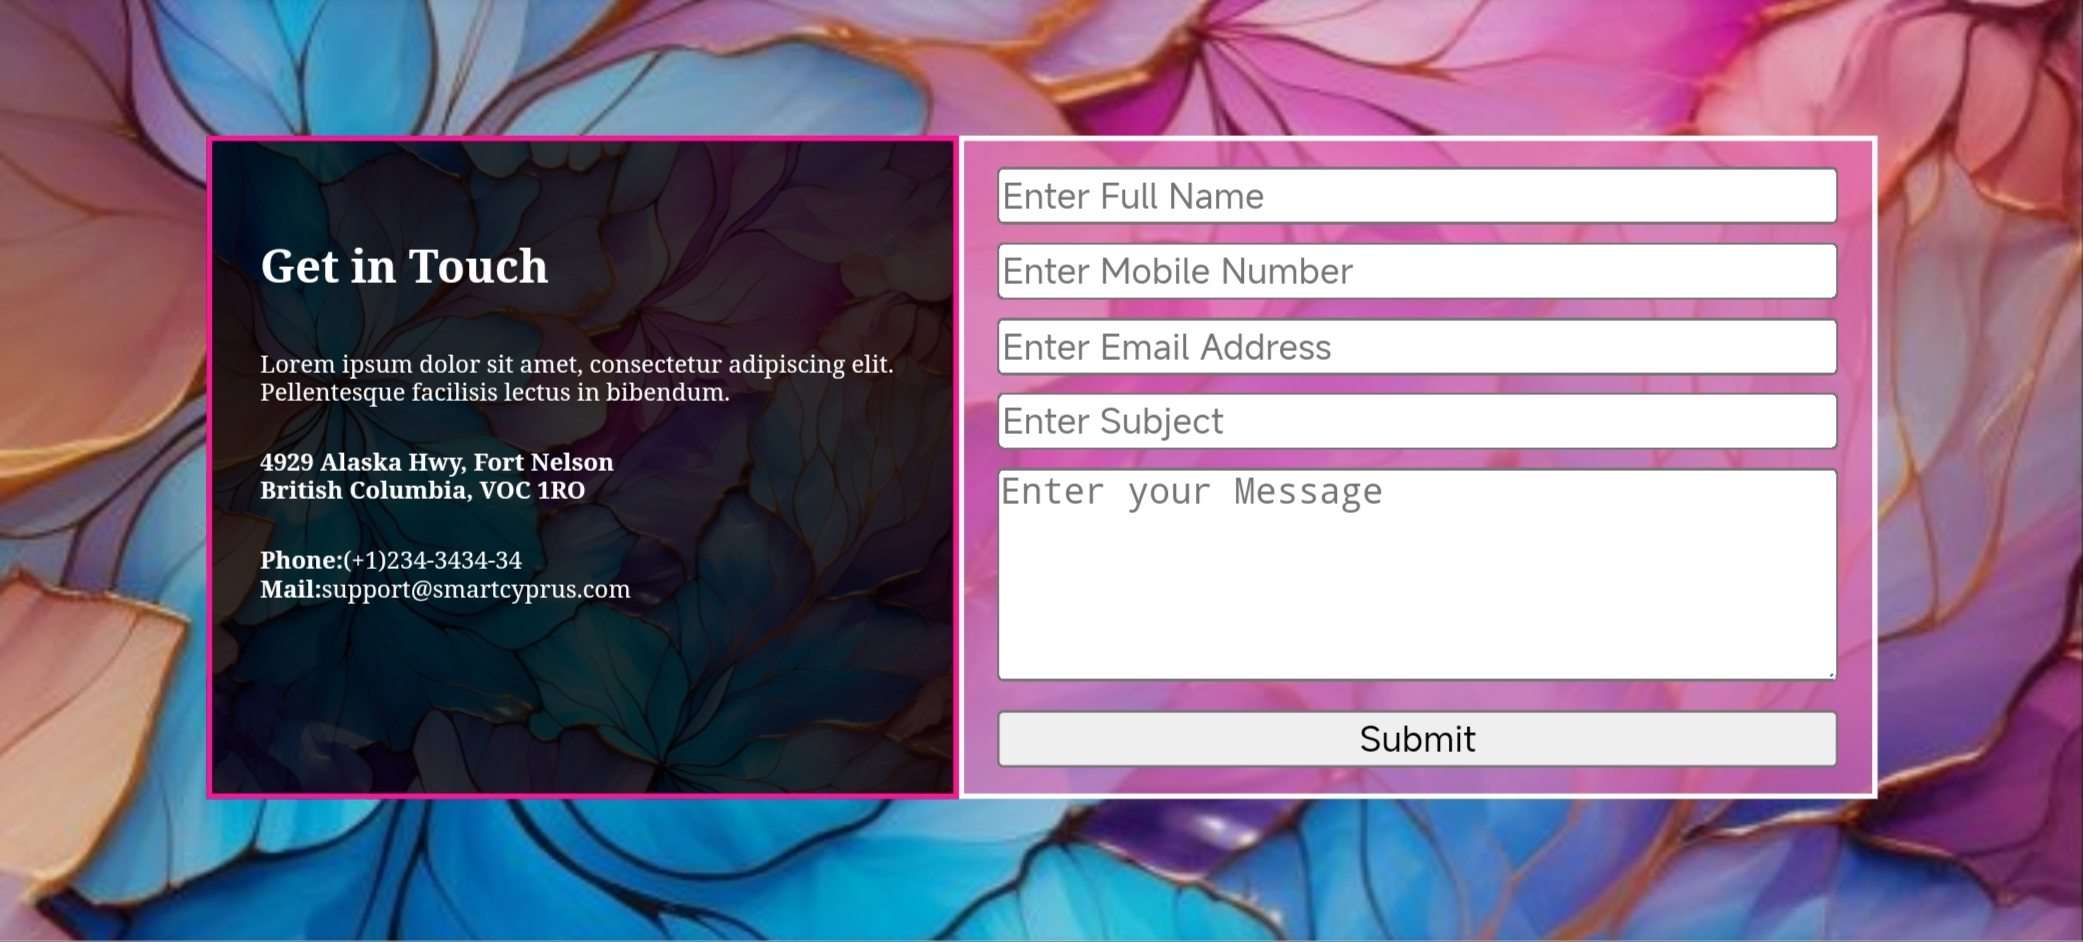 Get in Touch
Lorem ipsum dolor sit amet, consectetur adipiscing elit.
Pellentesque facilisis lectus in bibendum.
4929 Alaska Hwy, Fort Nelson
British Columbia, VOC 1RO
Phone:(+1)234-3434-34
Mail:support@smartcyprus.com
Enter Full Name
Enter Mobile Number
Enter Email Address
Enter Subject
Enter your Message
Submit